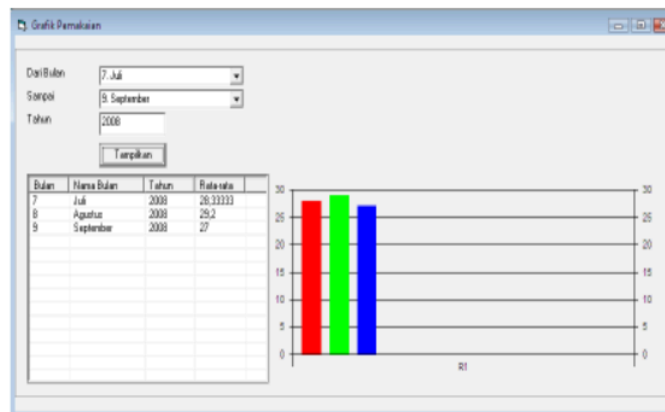 Grafik Pemakaian
Dari Bulan
7. Juli
Sampai
9. September
Tahun
2008
Tampilkan
Bulan Nama Bulan Tahun Rata-rata
7 Juli 2008 28,33333
8 Agustus 2008 29,2
9 September 2008 27
30 30
25 25
20 20
15 15
10 10
5 5
0 0
R1